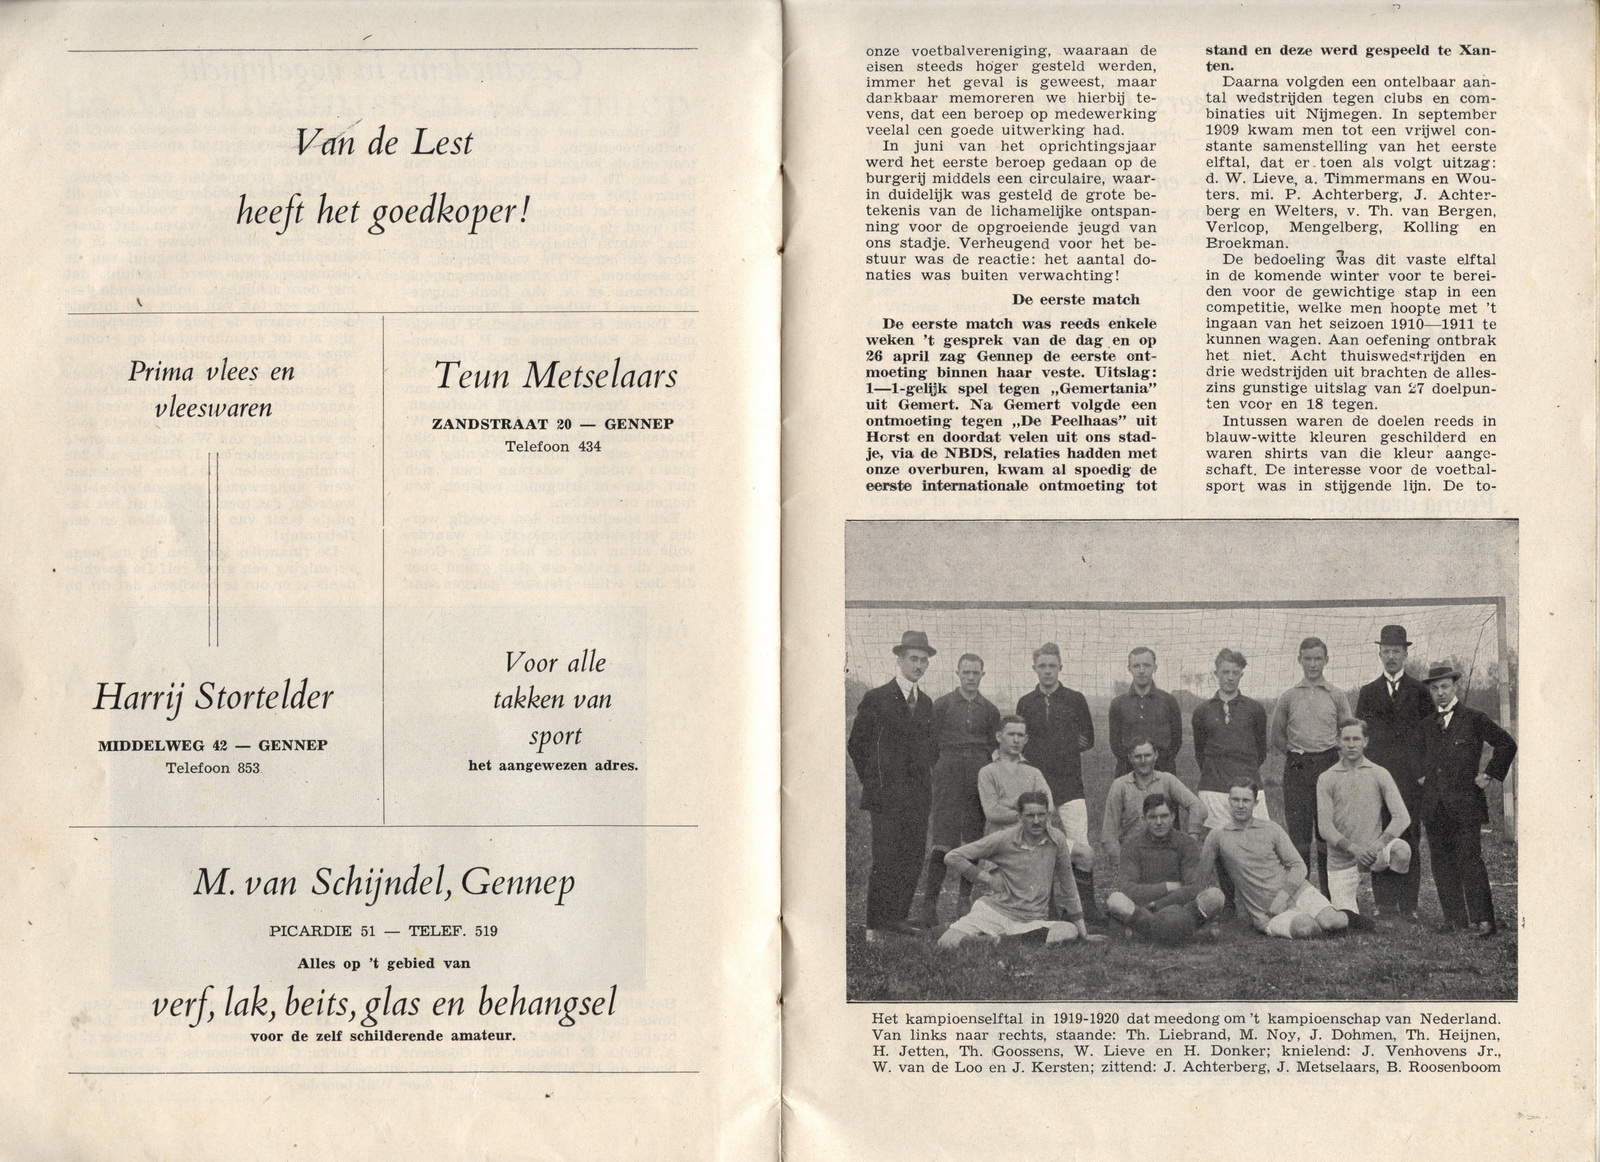 Van de Lest
heeft het goedkoper!
Prima vlees en
vleeswaren
Harrij Stortelder
MIDDELWEG 42 — GENNEP
Telefoon 853
Teun Metselaars
ZANDSTRAAT 20 — GENNEP
Telefoon 434
Voor alle
takken van
sport
het aangewezen adres.
M. van Schijndel, Gennep
PICARDIE 51 — TELEF. 519
Alles op 't gebied van
verf, lak, beits, glas en behangsel
voor de zelf schilderende amateur.
onze voetbalvereniging, waaraan de
eisen steeds hoger gesteld werden,
immer het geval is geweest, maar
dankbaar memoreren we hierbij te-
vens, dat een beroep op medewerking
veelal een goede uitwerking had.
In juni van het oprichtingsjaar
werd het eerste beroep gedaan op de
burgerij middels een circulaire, waar-
in duidelijk was gesteld de grote be-
tekenis van de lichamelijke ontspan-
ning voor de opgroeiende jeugd van
ons stadje. Verheugend voor het be-
stuur was de reactie: het aantal do-
naties was buiten verwachting!
De eerste match
De eerste match was reeds enkele
weken 't gesprek van de dag en op
26 april zag Gennep de eerste ont-
moeting binnen haar veste. Uitslag:
1—1-gelijk spel tegen „Gemertania”
uit Gemert. Na Gemert volgde een
ontmoeting tegen „De Peelhaas” uit
Horst en doordat velen uit ons stad-
je, via de NBDS, relaties hadden met
onze overburen, kwam al spoedig de
eerste internationale ontmoeting tot
stand en deze werd gespeeld te Xan-
ten.
Daarna volgden een ontelbaar aan-
tal wedstrijden tegen clubs en com-
binaties uit Nijmegen. In september
1909 kwam men tot een vrijwel con-
stante samenstelling van het eerste
elftal, dat er toen als volgt uitzag:
d. W. Lieve, a. Timmermans en Wou-
ters. mi. P. Achterberg, J. Achter-
berg en Welters, v. Th. van Bergen,
Verloop, Mengelberg, Kolling en
Broekman.
De bedoeling was dit vaste elftal
in de komende winter voor te berei-
den voor de gewichtige stap in een
competitie, welke men hoopte met 't
ingaan van het seizoen 1910—1911 te
kunnen wagen. Aan oefening ontbrak
het niet. Acht thuiswedstrijden en
drie wedstrijden uit brachten de alles-
zins gunstige uitslag van 27 doelpun-
ten voor en 18 tegen.
Intussen waren de doelen reeds in
blauw-witte kleuren geschilderd en
waren shirts van die kleur aange-
schaft. De interesse voor de voetbal-
sport was in stijgende lijn. De to-
Het kampioenselftal in 1919-1920 dat meedong om 't kampioenschap van Nederland.
Van links naar rechts, staande: Th. Liebrand, M. Noy, J. Dohmen, Th. Heijnen,
H. Jetten, Th. Goossens, W. Lieve en H. Donker; knielend: J. Venhovens Jr.,
W. van de Loo en J. Kersten; zittend: J. Achterberg, J. Metselaars, B. Roosenboom